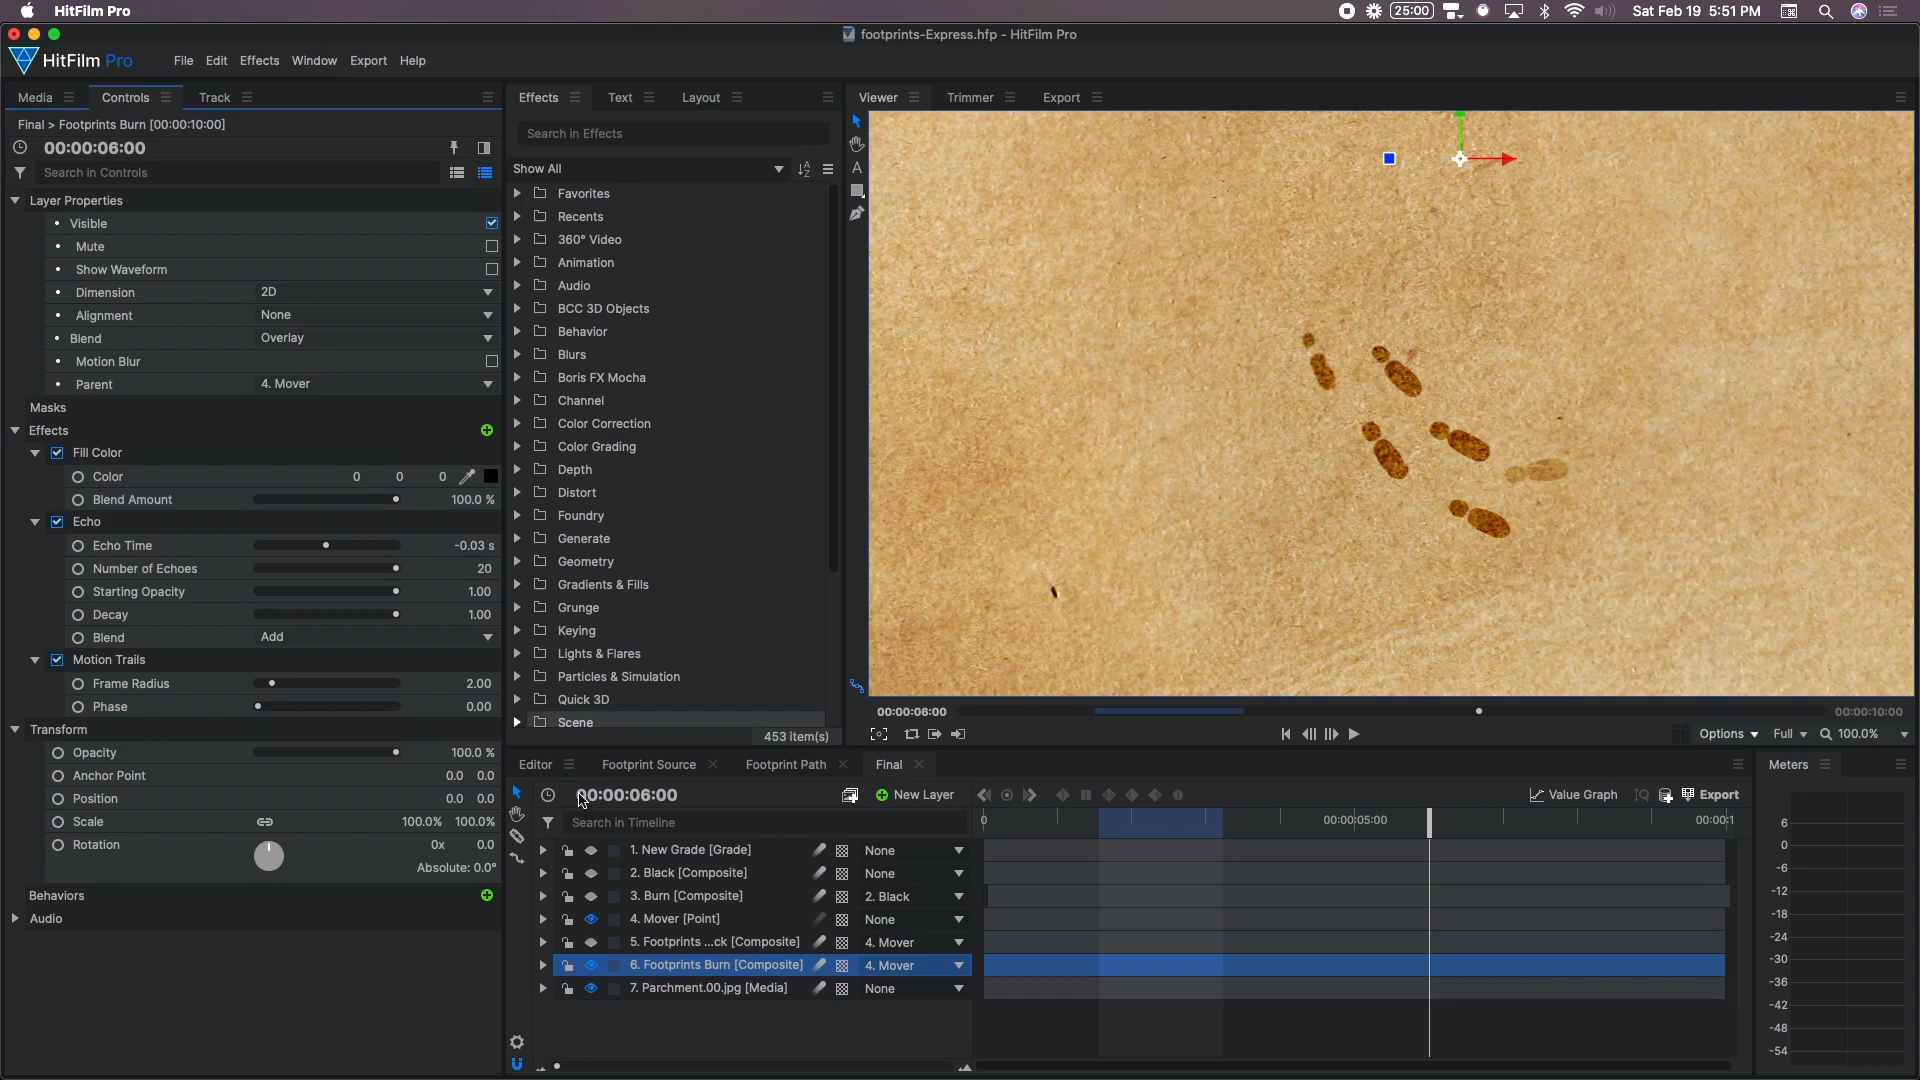 HitFilm Pro
25:00
Sat Feb 19 5:51 PM
footprints-Express.hfp - HitFilm Pro
HitFilm Pro File Edit Effects Window Export Help
Media Controls Track
Final > Footprints Burn [00:00:10:00]
00:00:06:00
Search in Controls
Layer Properties
Visible
Mute
Show Waveform
Dimension 2D
Alignment None
Blend Overlay
Motion Blur
Parent 4. Mover
Masks
Effects
Fill Color
Color 0 0 0
Blend Amount 100.0 %
Echo
Echo Time -0.03 s
Number of Echoes 20
Starting Opacity 1.00
Decay 1.00
Blend Add
Motion Trails
Frame Radius 2.00
Phase 0.00
Transform
Opacity 100.0 %
Anchor Point 0.0 0.0
Position 0.0 0.0
Scale 100.0% 100.0%
Rotation 0x 0.0
Absolute: 0.0°
Behaviors
Audio
Effects Text Layout
Search in Effects
Show All
Favorites
Recents
360° Video
Animation
Audio
BCC 3D Objects
Behavior
Blurs
Boris FX Mocha
Channel
Color Correction
Color Grading
Depth
Distort
Foundry
Generate
Geometry
Gradients & Fills
Grunge
Keying
Lights & Flares
Particles & Simulation
Quick 3D
Scene
453 item(s)
Viewer Trimmer Export
A
00:00:06:00 00:00:10:00
Options Full 100.0%
Editor Footprint Source Footprint Path Final
00:00:06:00 New Layer Value Graph Export
Search in Timeline
0 00:00:05:00 00:00:1
1. New Grade [Grade] None
2. Black [Composite] None
3. Burn [Composite] 2. Black
4. Mover [Point] None
5. Footprints ...ck [Composite] 4. Mover
6. Footprints Burn [Composite] 4. Mover
7. Parchment.00.jpg [Media] None
Meters
6
0
-6
-12
-18
-24
-30
-36
-42
-48
-54